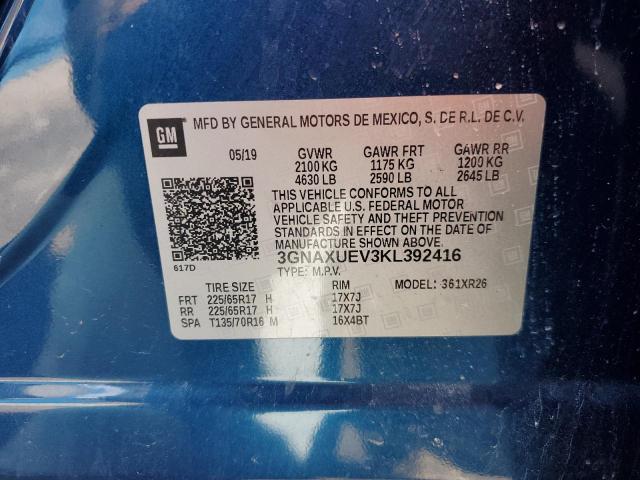 GM
MFD BY GENERAL MOTORS DE MEXICO, S. DE R.L. DE C.V.
05/19 GVWR GAWR FRT GAWR RR
2100 KG 1175 KG 1200 KG
4630 LB 2590 LB 2645 LB
THIS VEHICLE CONFORMS TO ALL
APPLICABLE U.S. FEDERAL MOTOR
VEHICLE SAFETY AND THEFT PREVENTION
STANDARDS IN EFFECT ON THE DATE OF
MANUFACTURE SHOWN ABOVE.
617D 3GNAXUEV3KL392416
TYPE: M.P.V.
TIRE SIZE RIM MODEL: 361XR26
FRT 225/65R17 H 17X7J
RR 225/65R17 H 17X7J
SPA T135/70R16 M 16X4BT